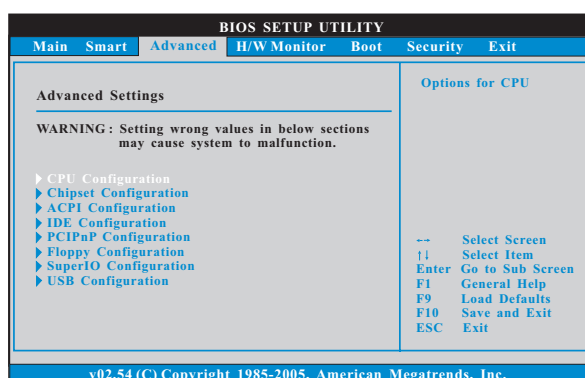 BIOS SETUP UTILITY
Main Smart Advanced H/W Monitor Boot Security Exit
Advanced Settings
WARNING : Setting wrong values in below sections
may cause system to malfunction.
CPU Configuration
Chipset Configuration
ACPI Configuration
IDE Configuration
PCIPnP Configuration
Floppy Configuration
SuperIO Configuration
USB Configuration
Options for CPU
←→ Select Screen
↑↓ Select Item
Enter Go to Sub Screen
F1 General Help
F9 Load Defaults
F10 Save and Exit
ESC Exit
v02.54 (C) Copyright 1985-2005, American Megatrends, Inc.